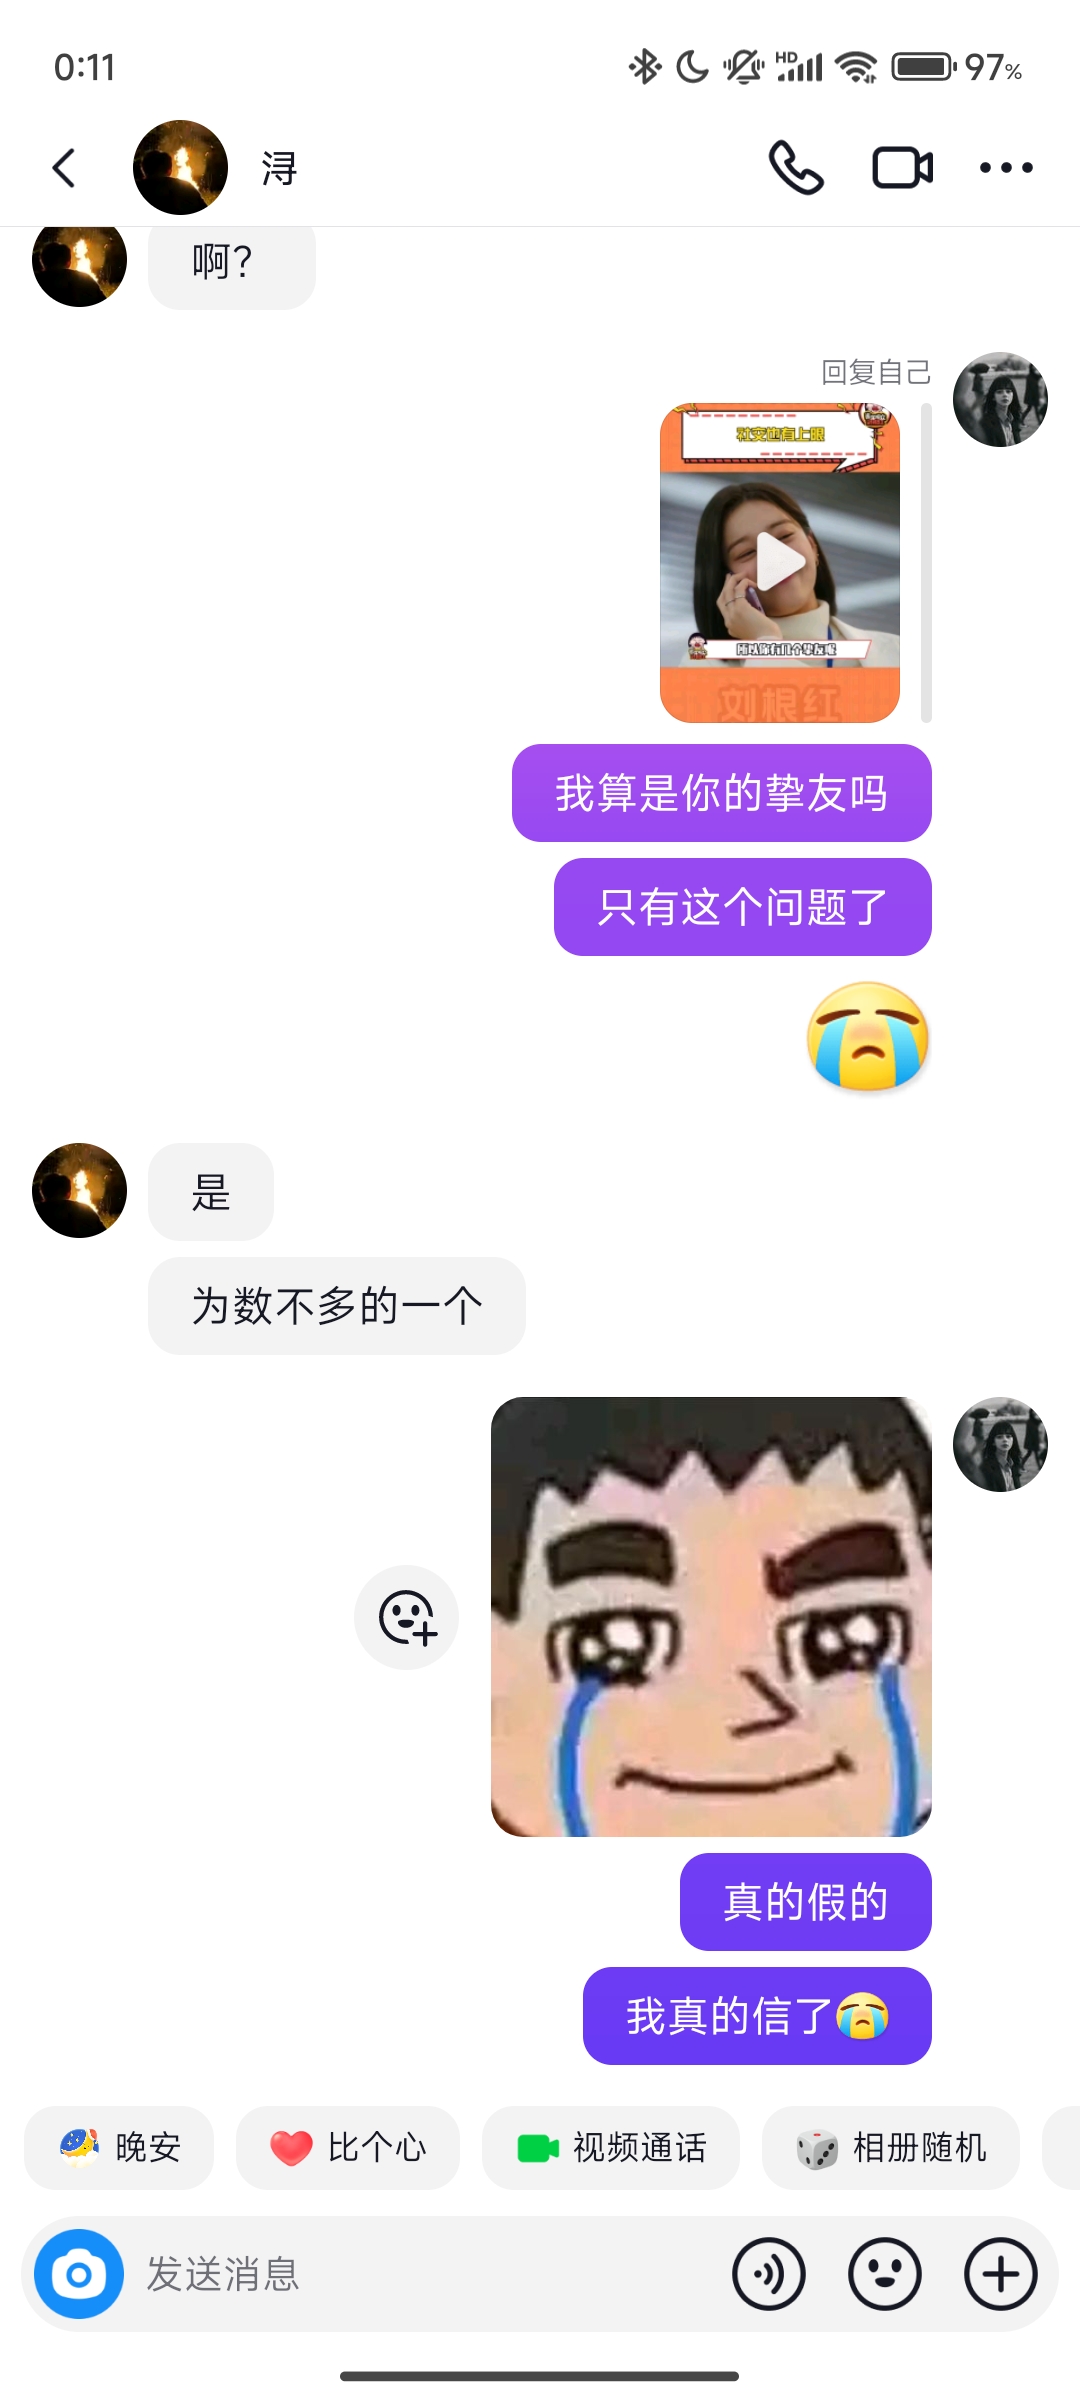 0:11
HD
97%
浔
啊？
回复自己
社交也有上限
所以你有几个挚友呢
刘根红
我算是你的挚友吗
只有这个问题了
是
为数不多的一个
真的假的
我真的信了😭
晚安
比个心
视频通话
相册随机
发送消息